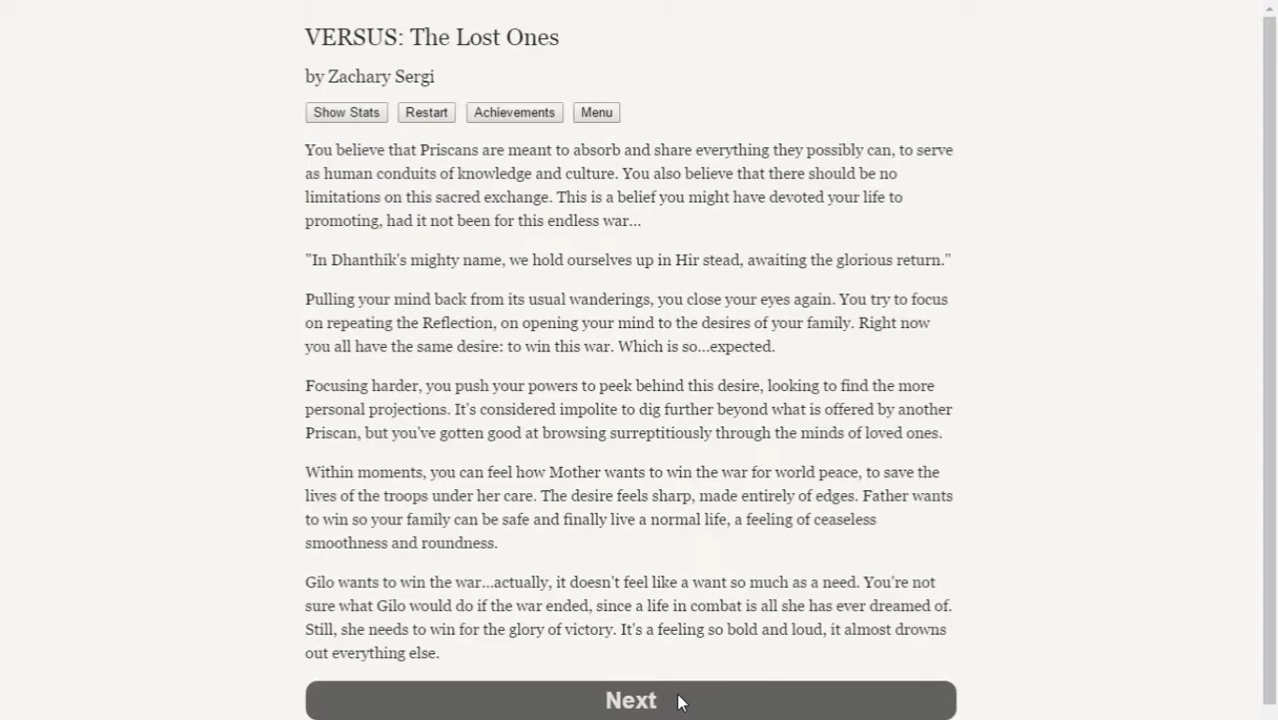 VERSUS: The Lost Ones
by Zachary Sergi
Show Stats Restart Achievements Menu
You believe that Priscans are meant to absorb and share everything they possibly can, to serve
as human conduits of knowledge and culture. You also believe that there should be no
limitations on this sacred exchange. This is a belief you might have devoted your life to
promoting, had it not been for this endless war...
"In Dhanthik's mighty name, we hold ourselves up in Hir stead, awaiting the glorious return."
Pulling your mind back from its usual wanderings, you close your eyes again. You try to focus
on repeating the Reflection, on opening your mind to the desires of your family. Right now
you all have the same desire: to win this war. Which is so...expected.
Focusing harder, you push your powers to peek behind this desire, looking to find the more
personal projections. It's considered impolite to dig further beyond what is offered by another
Priscan, but you've gotten good at browsing surreptitiously through the minds of loved ones.
Within moments, you can feel how Mother wants to win the war for world peace, to save the
lives of the troops under her care. The desire feels sharp, made entirely of edges. Father wants
to win so your family can be safe and finally live a normal life, a feeling of ceaseless
smoothness and roundness.
Gilo wants to win the war...actually, it doesn't feel like a want so much as a need. You're not
sure what Gilo would do if the war ended, since a life in combat is all she has ever dreamed of.
Still, she needs to win for the glory of victory. It's a feeling so bold and loud, it almost drowns
out everything else.
Next